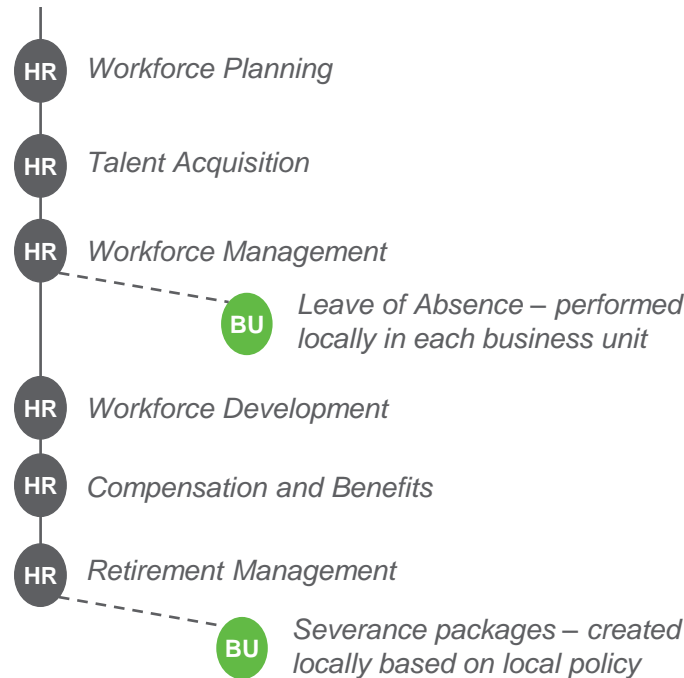 HR Workforce Planning
HR Talent Acquisition
HR Workforce Management
BU Leave of Absence – performed
locally in each business unit
HR Workforce Development
HR Compensation and Benefits
HR Retirement Management
BU Severance packages – created
locally based on local policy